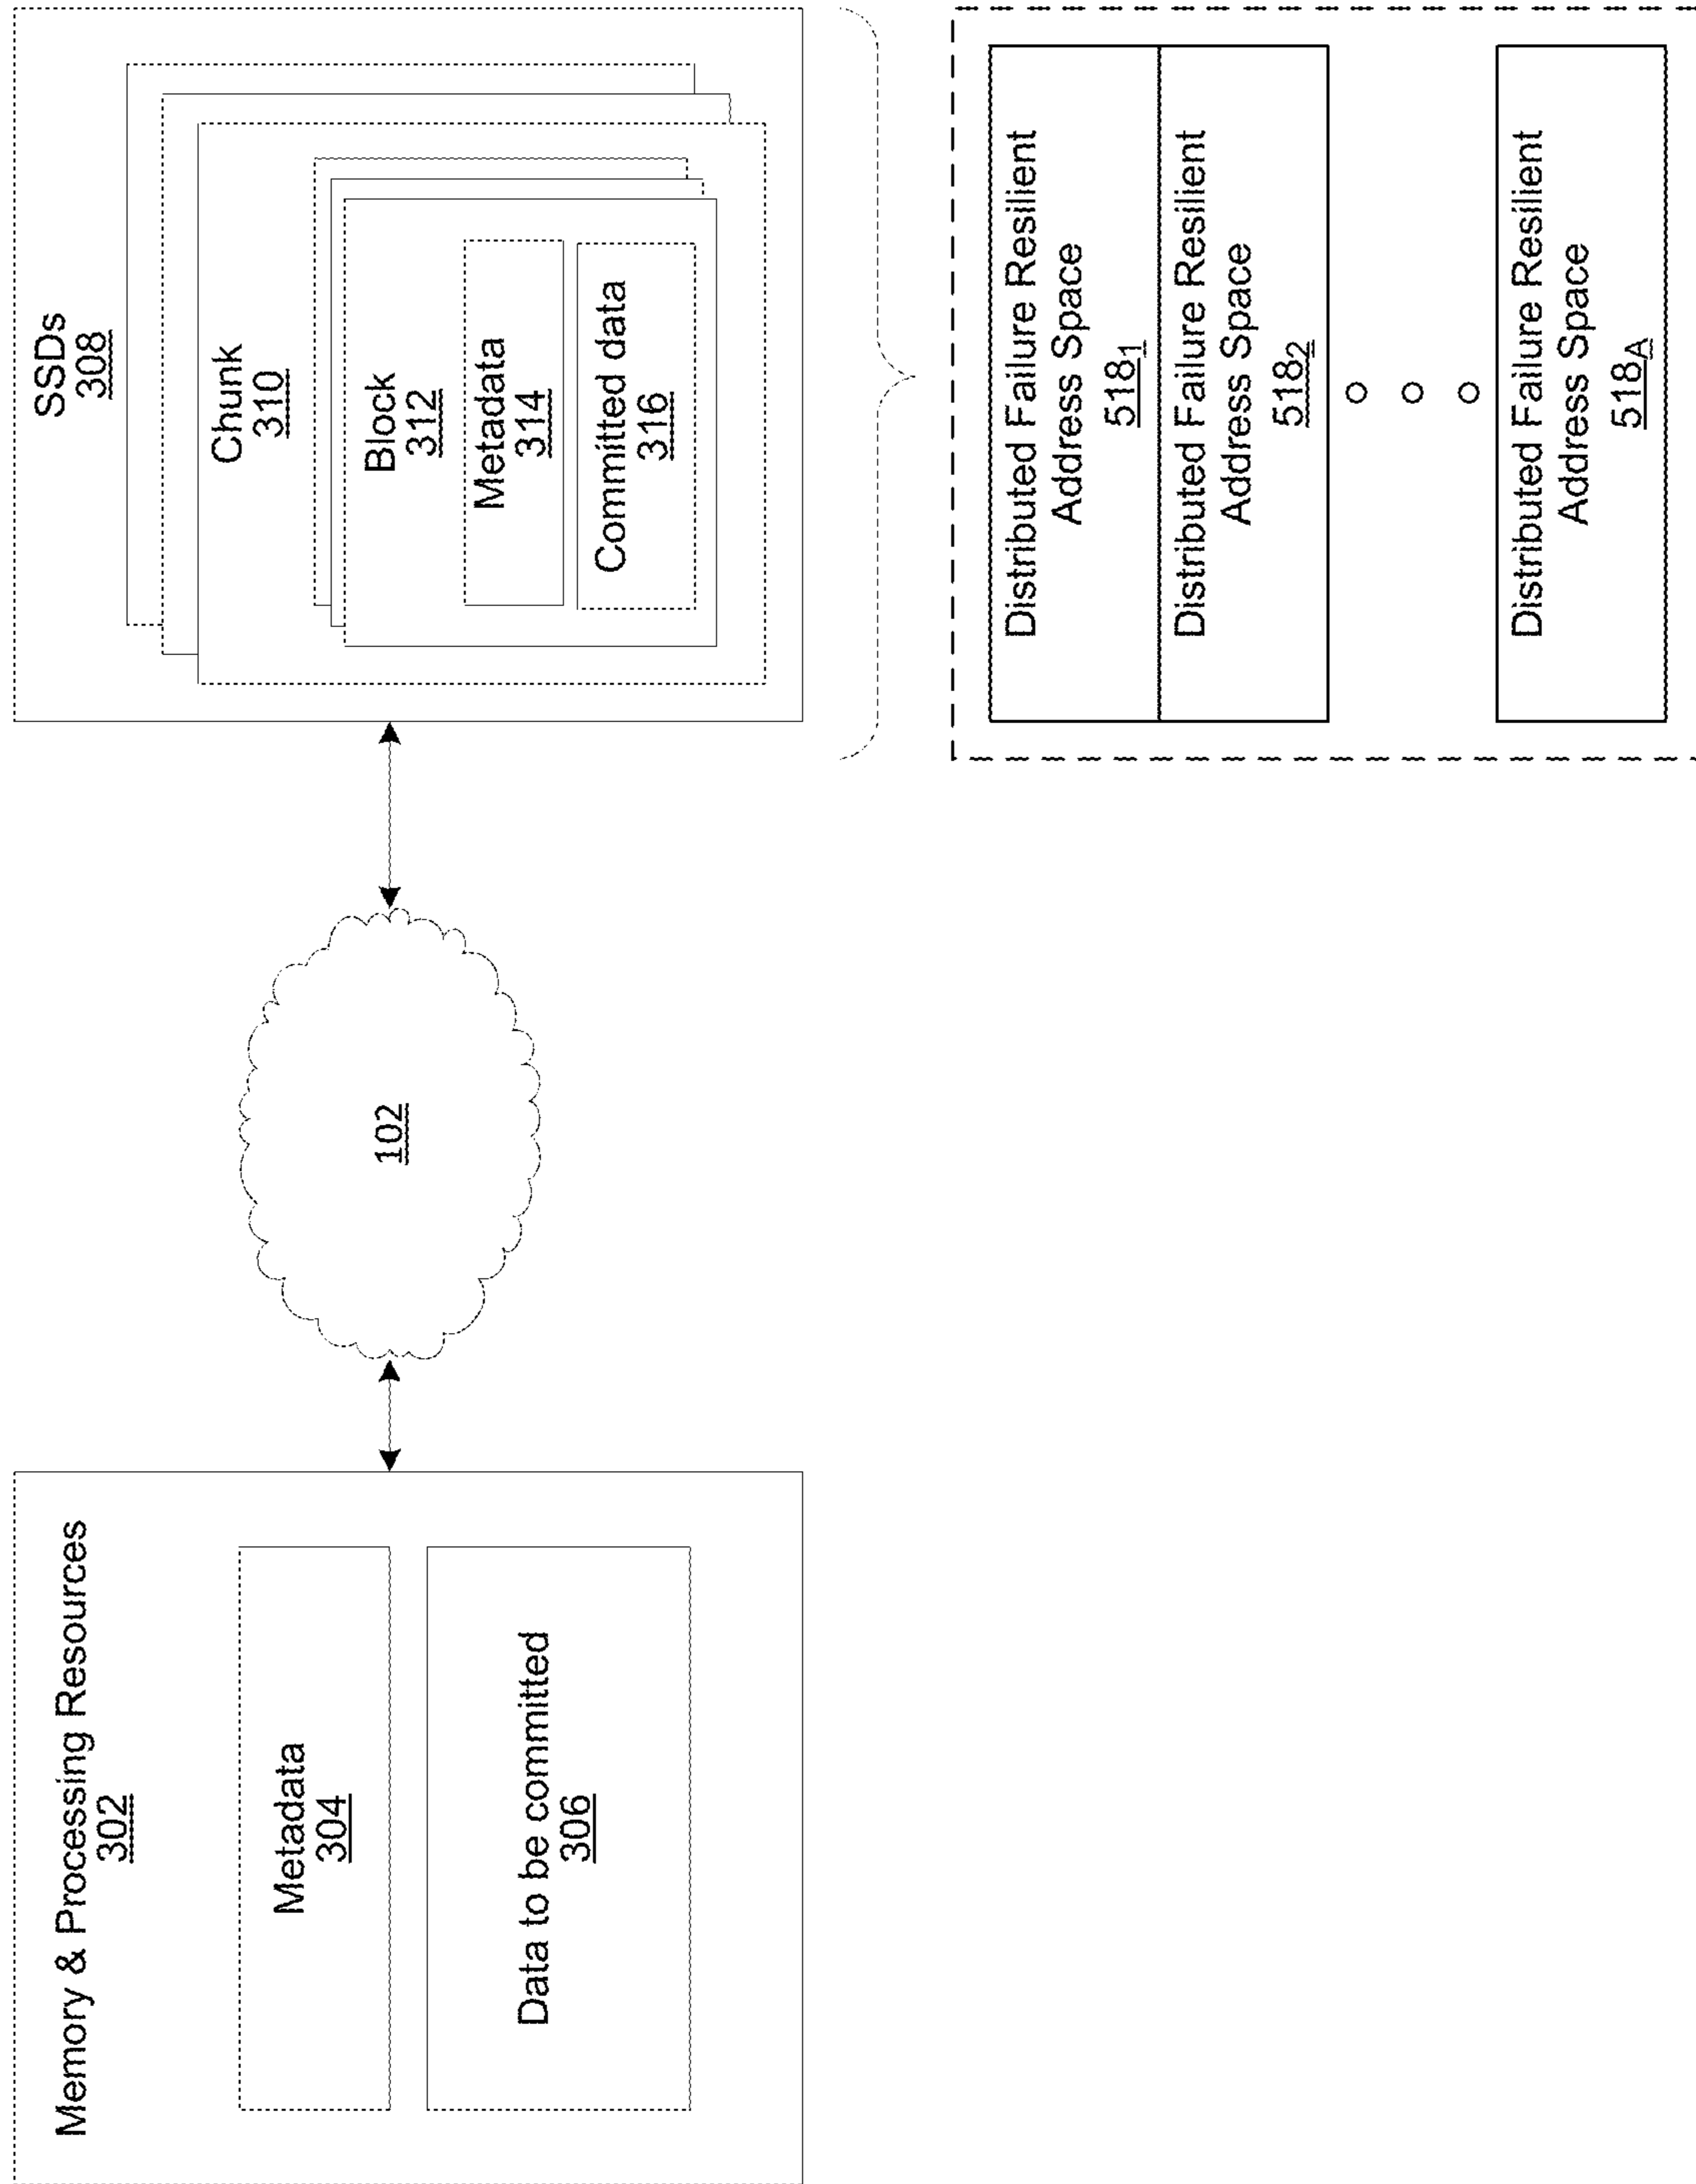 Memory & Processing Resources
302
Metadata
304
Data to be committed
306
102
SSDs
308
Chunk
310
Block
312
Metadata
314
Committed data
316
Distributed Failure Resilient
Address Space
518₁
Distributed Failure Resilient
Address Space
518₂
Distributed Failure Resilient
Address Space
518A